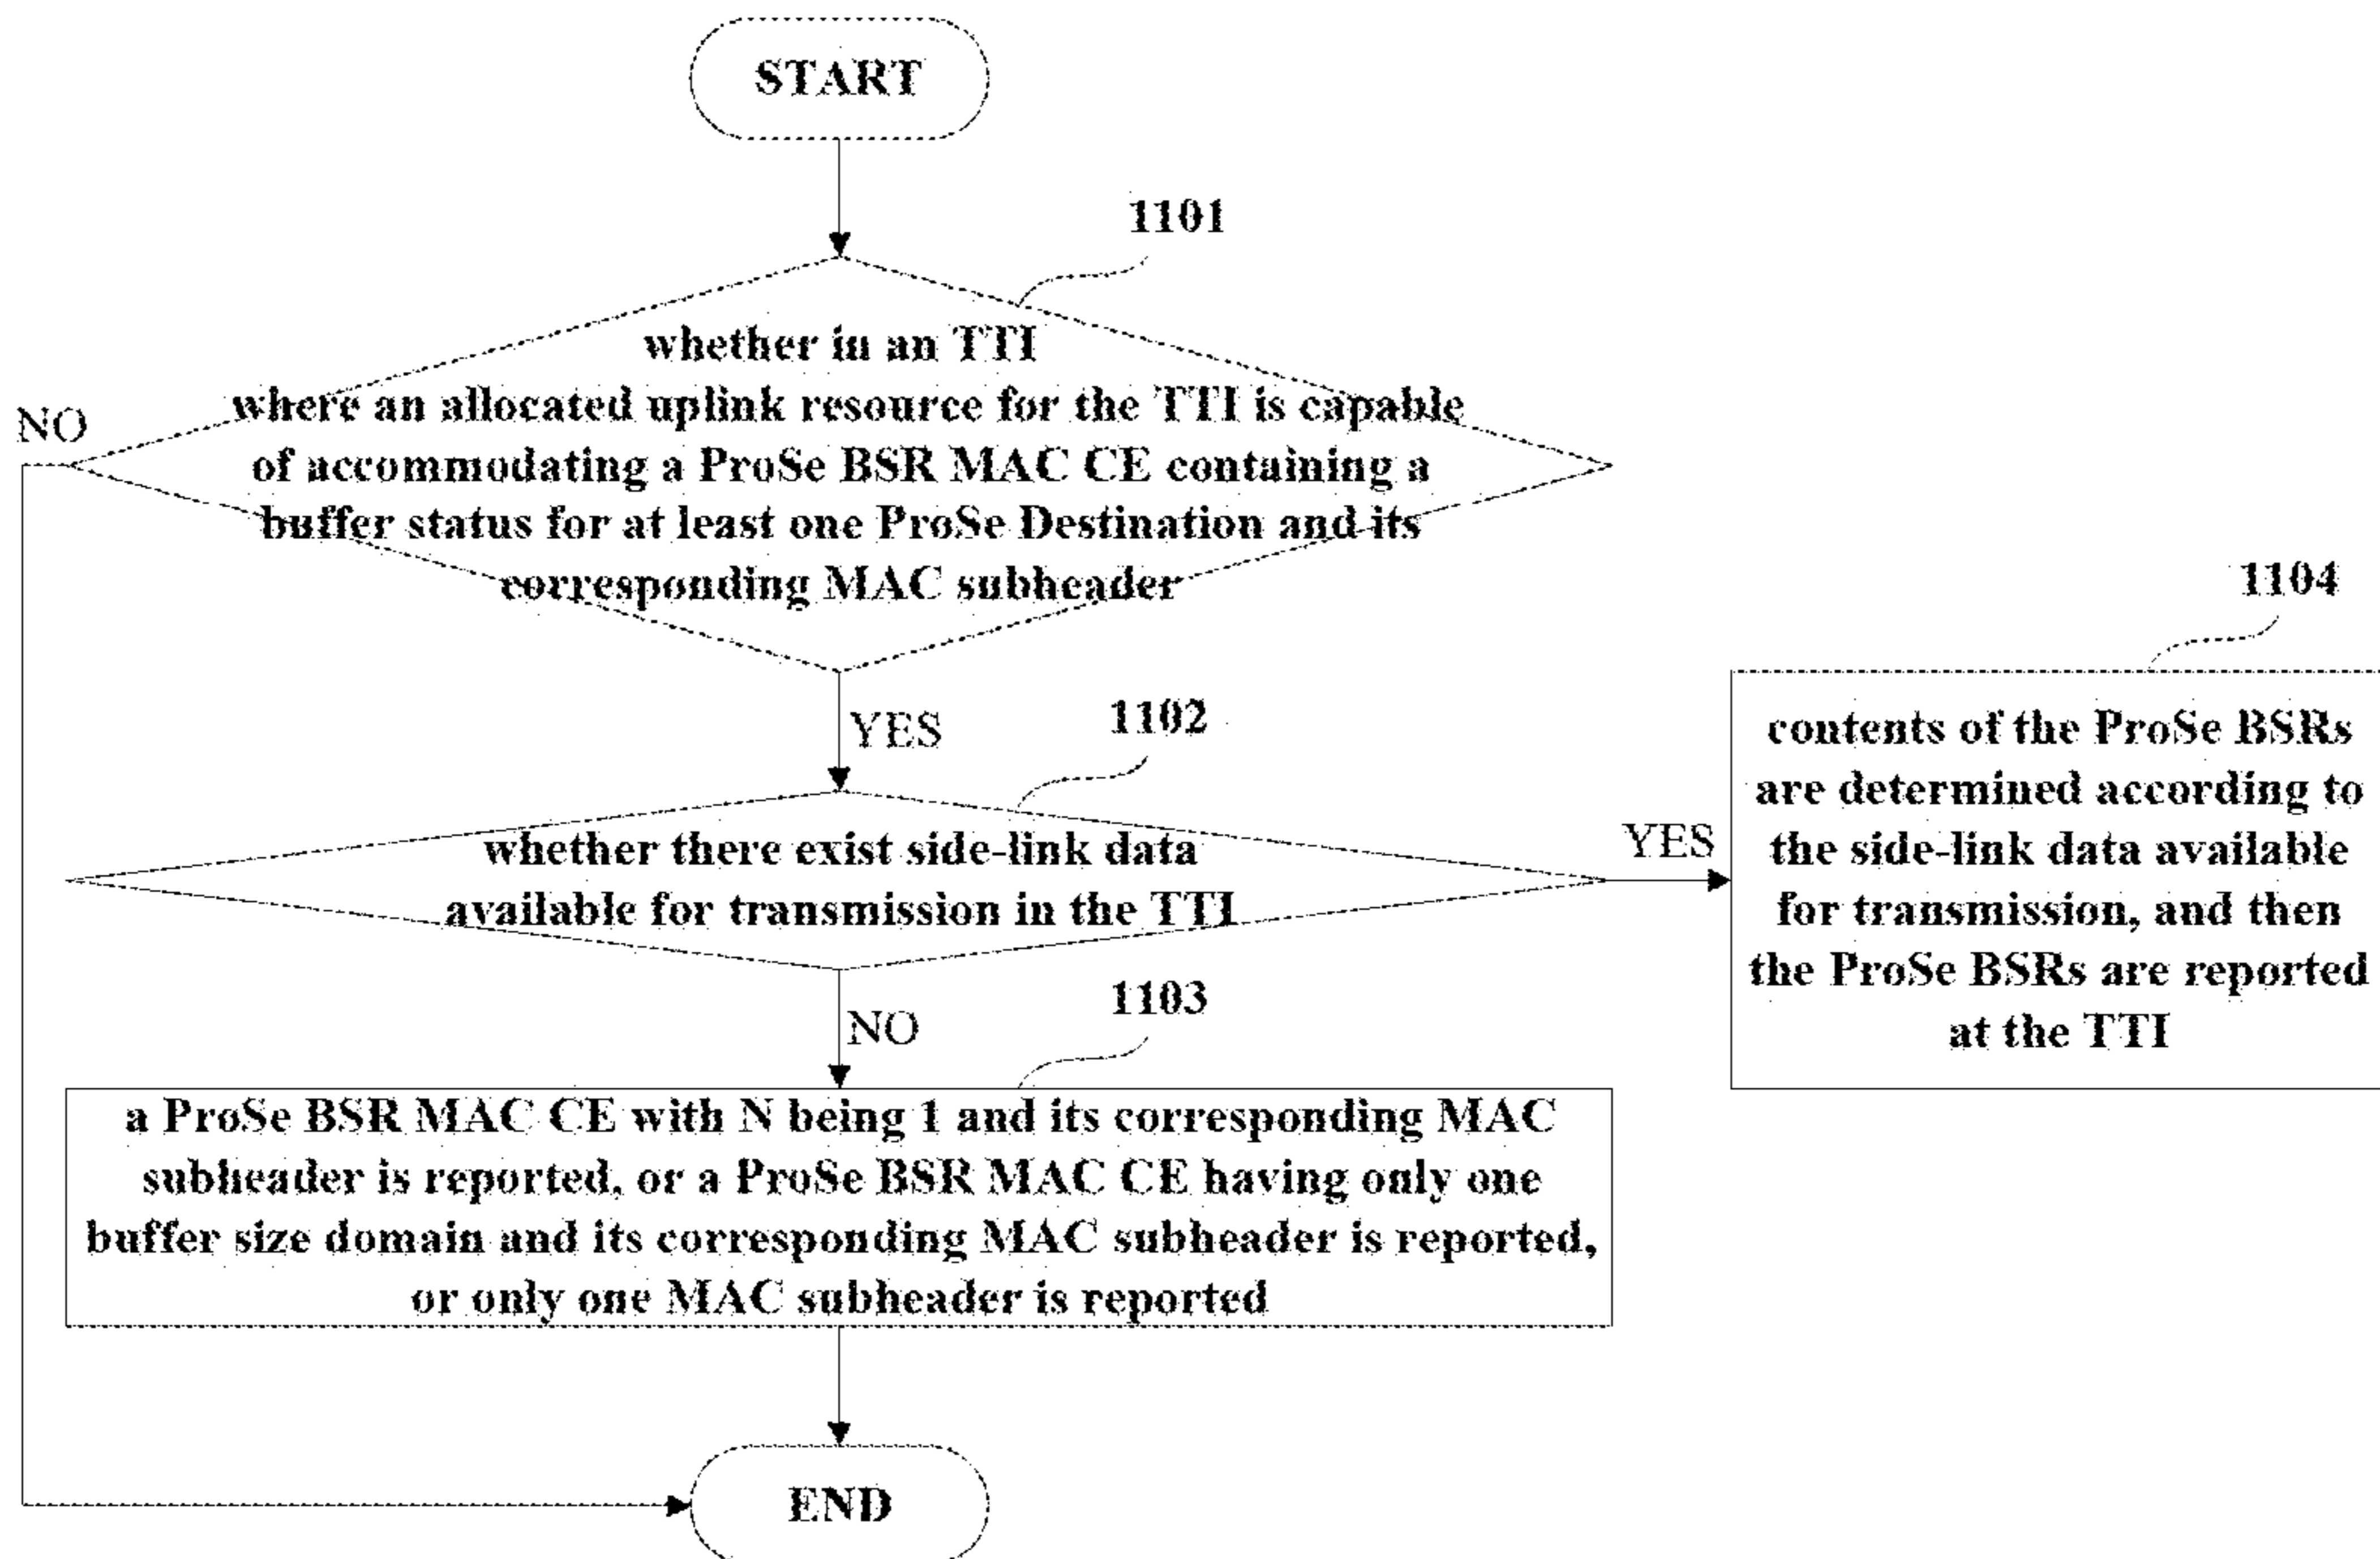 START
1101
whether in an TTI
where an allocated uplink resource for the TTI is capable
of accommodating a ProSe BSR MAC CE containing a
buffer status for at least one ProSe Destination and its
corresponding MAC subheader
NO
YES
1102
whether there exist side-link data
available for transmission in the TTI
YES
1104
contents of the ProSe BSRs
are determined according to
the side-link data available
for transmission, and then
the ProSe BSRs are reported
at the TTI
NO
1103
a ProSe BSR MAC CE with N being 1 and its corresponding MAC
subheader is reported, or a ProSe BSR MAC CE having only one
buffer size domain and its corresponding MAC subheader is reported,
or only one MAC subheader is reported
END